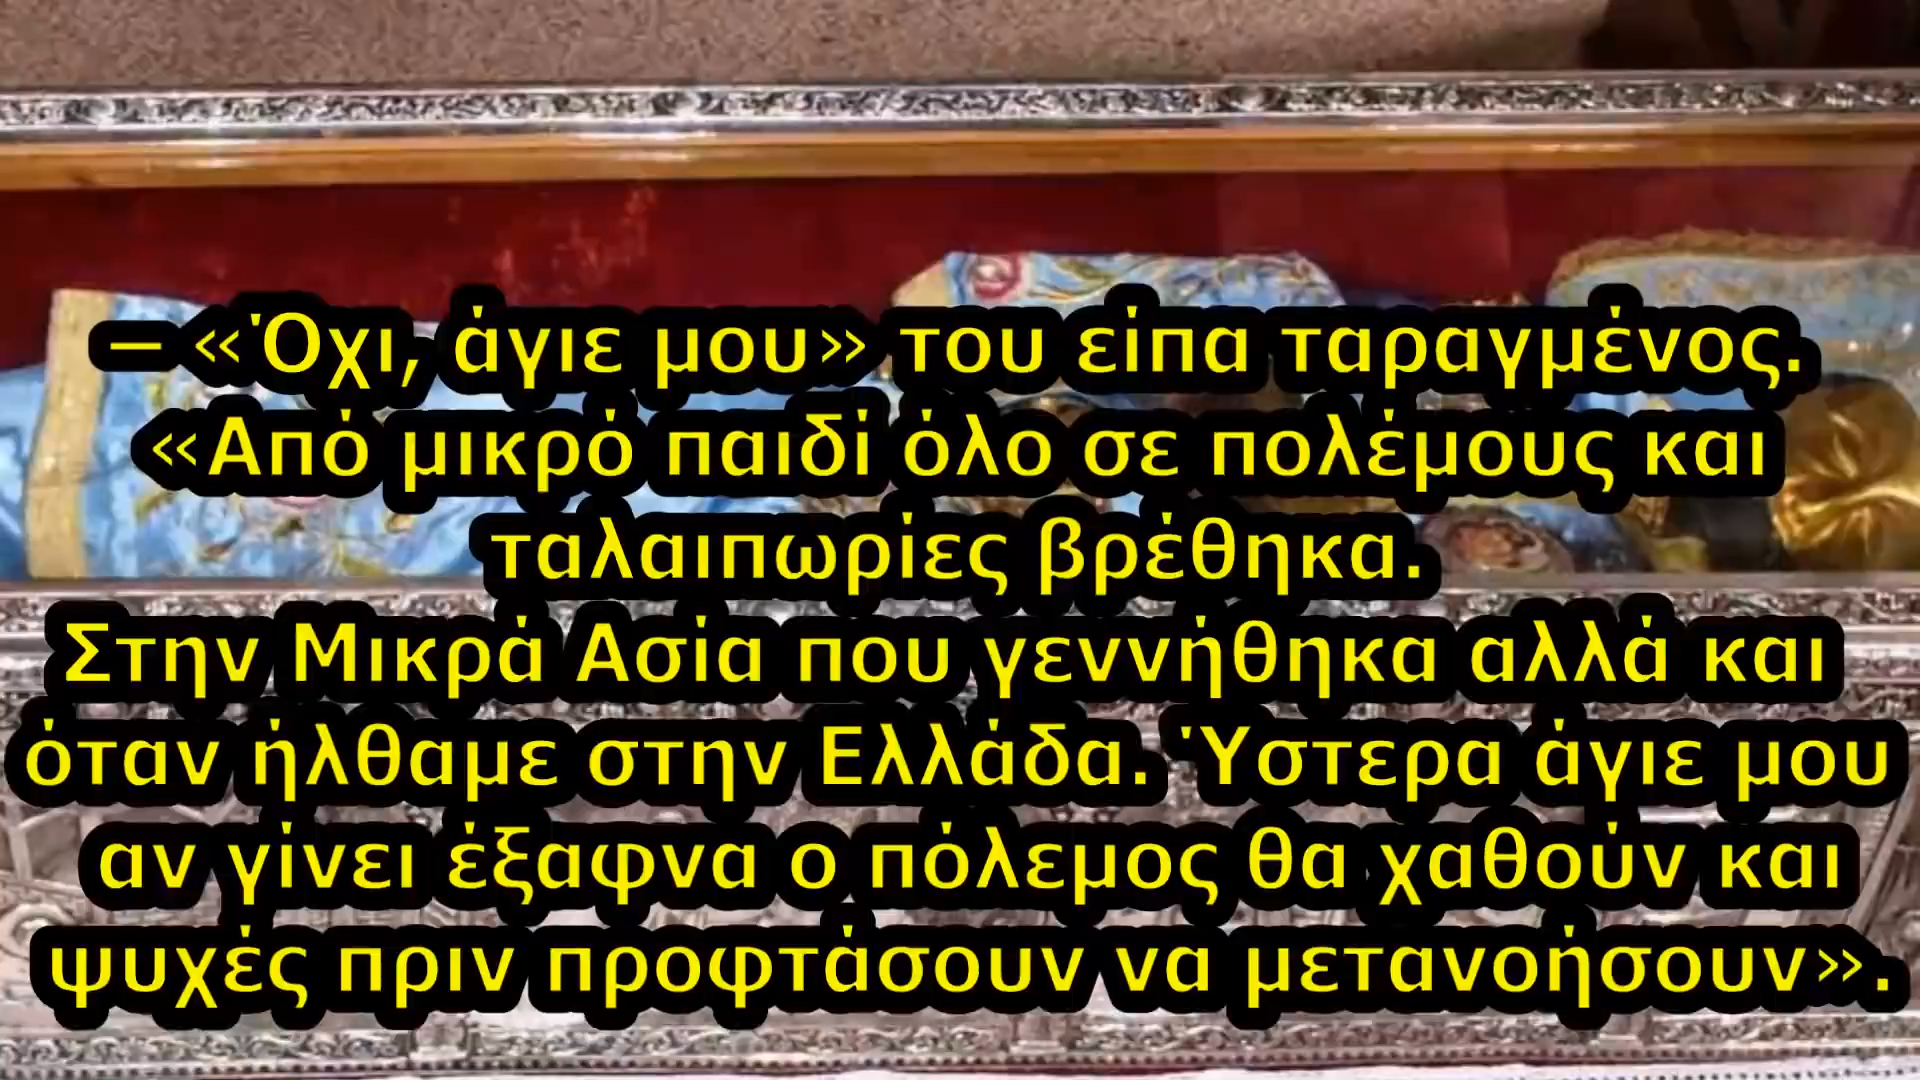 – «Όχι, άγιε μου» του είπα ταραγμένος.
«Από μικρό παιδί όλο σε πολέμους και
ταλαιπωρίες βρέθηκα.
Στην Μικρά Ασία που γεννήθηκα αλλά και
όταν ήλθαμε στην Ελλάδα. Ύστερα άγιε μου
αν γίνει έξαφνα ο πόλεμος θα χαθούν και
ψυχές πριν προφτάσουν να μετανοήσουν».